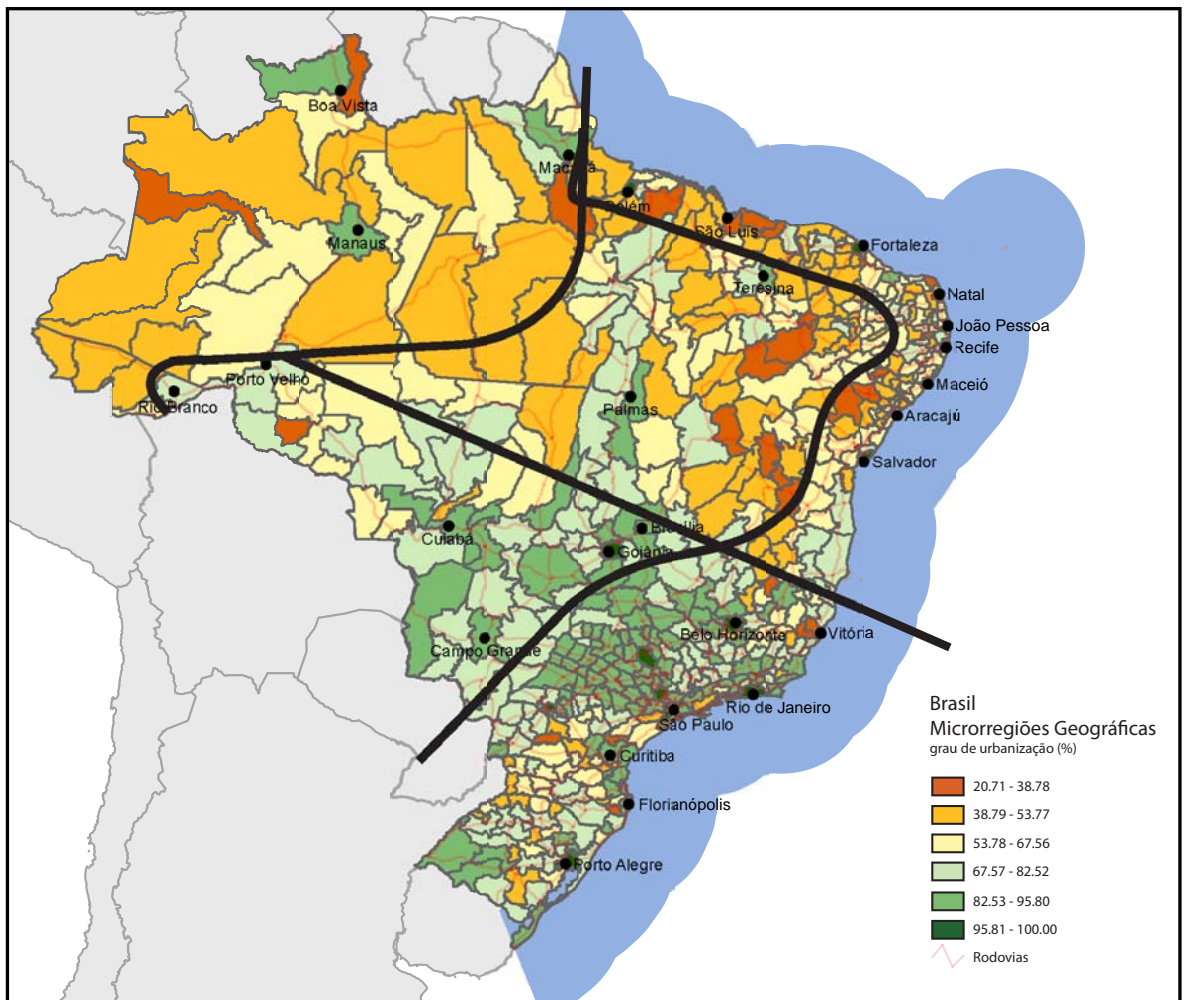 Boa Vista
Macapá
Belém
São Luis
Fortaleza
Manaus
Teresina
Natal
João Pessoa
Recife
Porto Velho
Maceió
Rio Branco
Palmas
Aracajú
Salvador
Cuiabá
Brasília
Goiânia
Belo Horizonte
Vitória
Campo Grande
Rio de Janeiro
São Paulo
Curitiba
Florianópolis
Porto Alegre
Brasil
Microrregiões Geográficas
grau de urbanização (%)
20.71 - 38.78
38.79 - 53.77
53.78 - 67.56
67.57 - 82.52
82.53 - 95.80
95.81 - 100.00
Rodovias